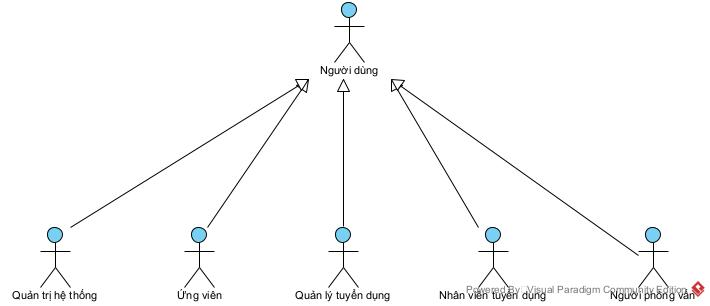 Người dùng
Quản trị hệ thống
Ứng viên
Quản lý tuyển dụng
Nhân viên tuyển dụng
Người phỏng vấn
Powered By: Visual Paradigm Community Edition